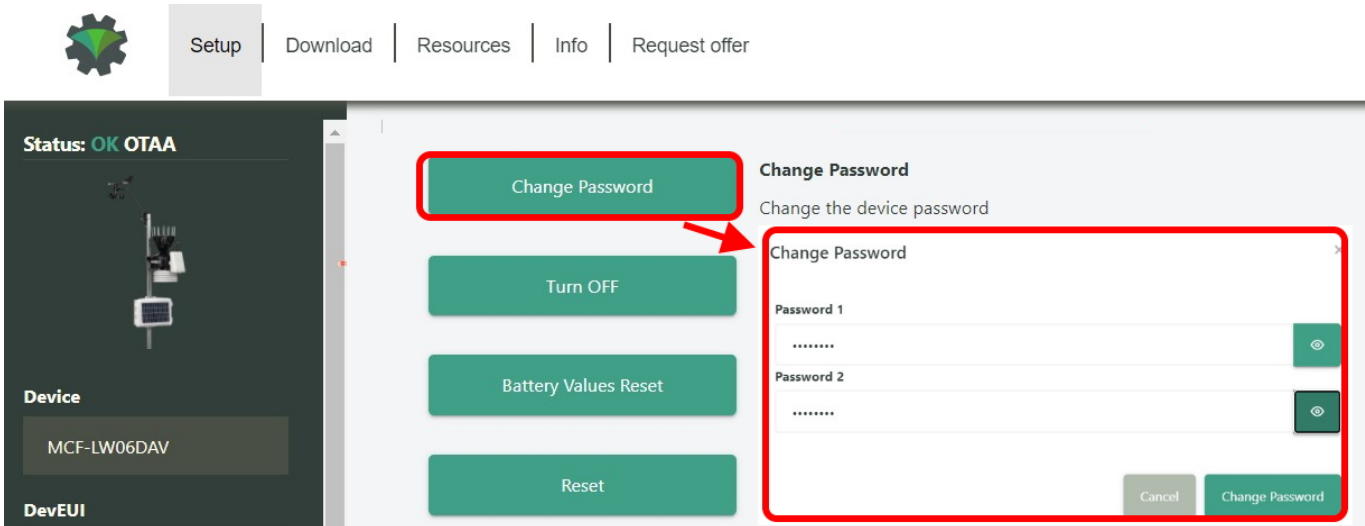 Setup
Download
Resources
Info
Request offer
Status: OK OTAA
Device
MCF-LW06DAV
DevEUI
Change Password
Turn OFF
Battery Values Reset
Reset
Change Password
Change the device password
Change Password
×
Password 1
••••••••
Password 2
••••••••
Cancel
Change Password